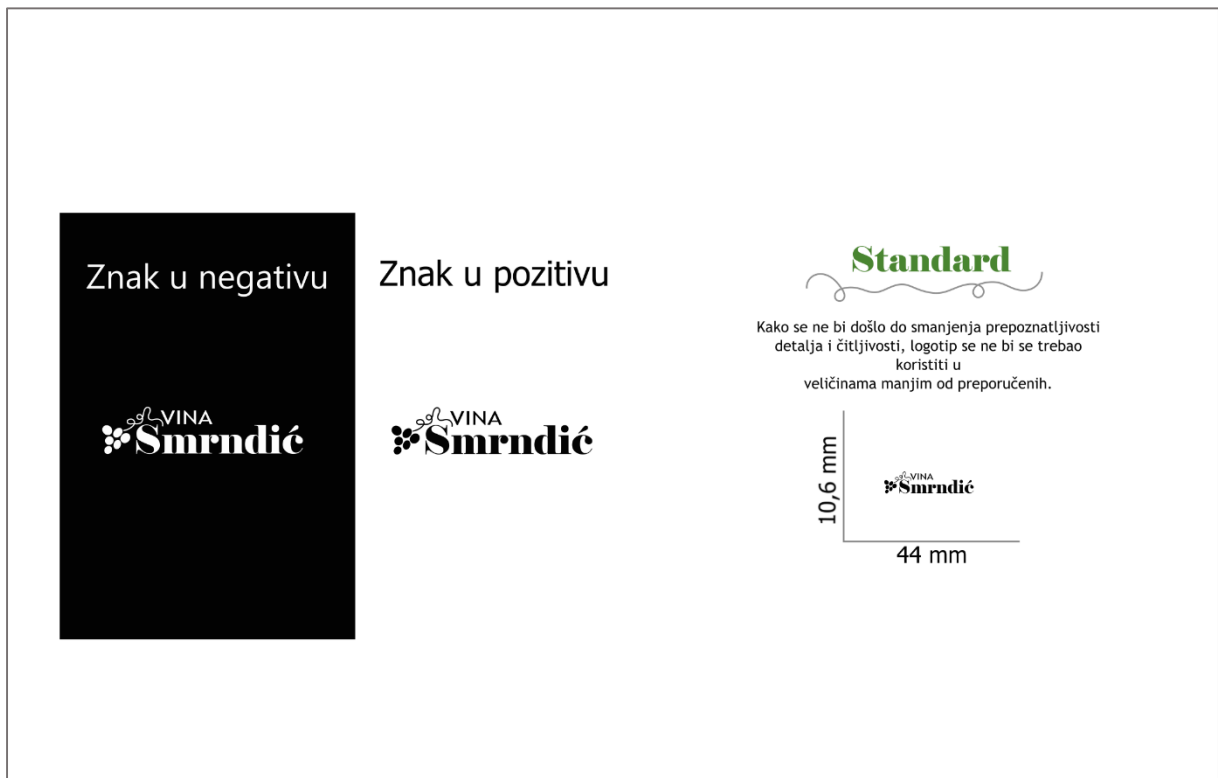 Znak u negativu
VINA
Smrndić
Znak u pozitivu
VINA
Smrndić
Standard
Kako se ne bi došlo do smanjenja prepoznatljivosti
detalja i čitljivosti, logotip se ne bi se trebao
koristiti u
veličinama manjim od preporučenih.
10,6 mm
VINA
Smrndić
44 mm